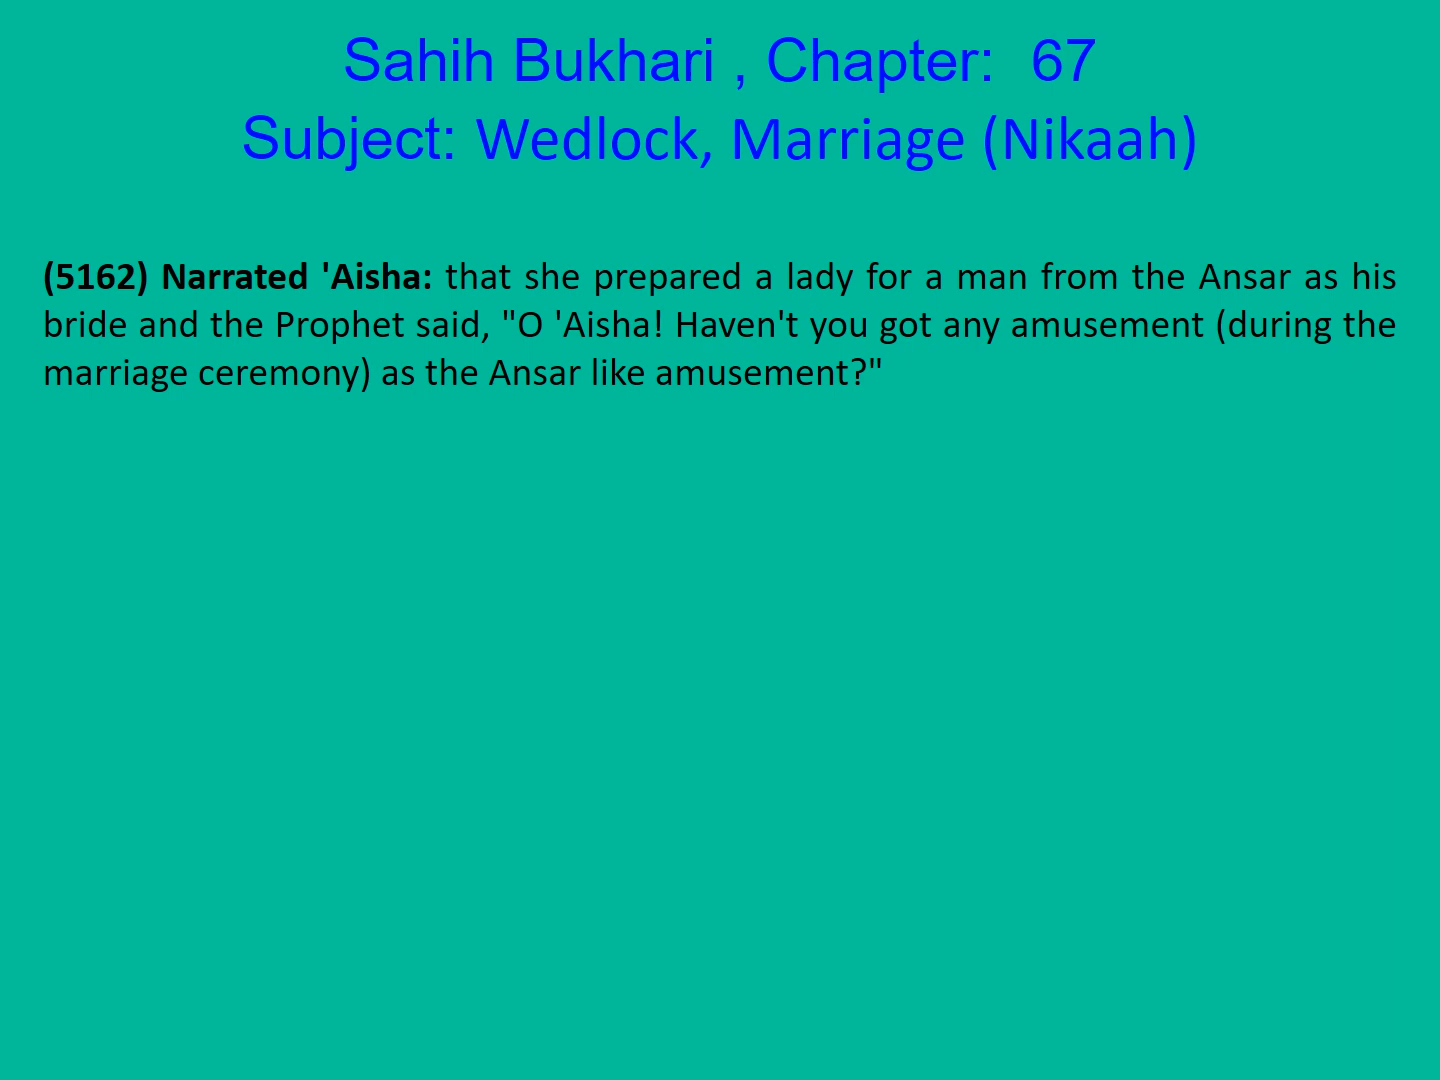 Sahih Bukhari , Chapter:  67
Subject: Wedlock, Marriage (Nikaah)
(5162) Narrated 'Aisha: that she prepared a lady for a man from the Ansar as his
bride and the Prophet said, "O 'Aisha! Haven't you got any amusement (during the
marriage ceremony) as the Ansar like amusement?"